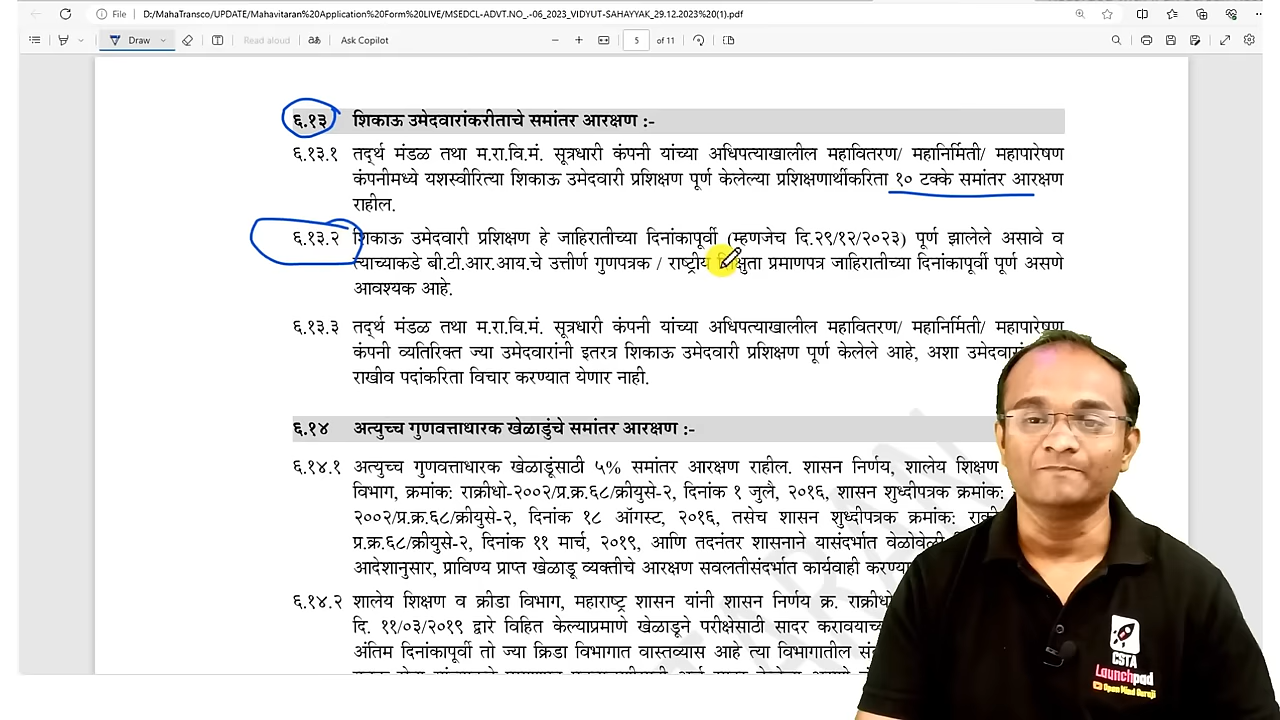 File D:/MahaTransco/UPDATE/Mahavitaran%20Application%20Form%20LIVE/MSEDCL-ADVT.NO_-06_2023_VIDYUT-SAHAYYAK_29.12.2023%20(1).pdf
Draw Read aloud Ask Copilot 5 of 11
६.१३ शिकाऊ उमेदवारांकरीताचे समांतर आरक्षण :-
६.१३.१ तद्र्थ मंडळ तथा म.रा.वि.मं. सूत्रधारी कंपनी यांच्या अधिपत्याखालील महावितरण/ महानिर्मिती/ महापारेषण
कंपनीमध्ये यशस्वीरित्या शिकाऊ उमेदवारी प्रशिक्षण पूर्ण केलेल्या प्रशिक्षणार्थीकरिता १० टक्के समांतर आरक्षण
राहील.
६.१३.२ शिकाऊ उमेदवारी प्रशिक्षण हे जाहिरातीच्या दिनांकापूर्वी (म्हणजेच दि.२९/१२/२०२३) पूर्ण झालेले असावे व
त्याच्याकडे बी.टी.आर.आय.चे उत्तीर्ण गुणपत्रक / राष्ट्रीय शिक्षुता प्रमाणपत्र जाहिरातीच्या दिनांकापूर्वी पूर्ण असणे
आवश्यक आहे.
६.१३.३ तद्र्थ मंडळ तथा म.रा.वि.मं. सूत्रधारी कंपनी यांच्या अधिपत्याखालील महावितरण/ महानिर्मिती/ महापारेषण
कंपनी व्यतिरिक्त ज्या उमेदवारांनी इतरत्र शिकाऊ उमेदवारी प्रशिक्षण पूर्ण केलेले आहे, अशा
राखीव पदांकरिता विचार करण्यात येणार नाही.
६.१४ अत्युच्च गुणवत्ताधारक खेळाडुंचे समांतर आरक्षण :-
६.१४.१ अत्युच्च गुणवत्ताधारक खेळाडूंसाठी ५% समांतर आरक्षण राहील. शासन निर्णय, शालेय शिक्षण
विभाग, क्रमांक: राक्रीधो-२००२/प्र.क्र.६८/क्रीयुसे-२, दिनांक १ जुलै, २०१६, शासन शुध्दीपत्रक क्रमांक:
२००२/प्र.क्र.६८/क्रीयुसे-२, दिनांक १८ ऑगस्ट, २०१६, तसेच शासन शुध्दीपत्रक क्रमांक:
प्र.क्र.६८/क्रीयुसे-२, दिनांक ११ मार्च, २०१९, आणि तदनंतर शासनाने यासंदर्भात वेळोवेळी
आदेशानुसार, प्राविण्य प्राप्त खेळाडू व्यक्तीचे आरक्षण सवलतीसंदर्भात कार्यवाही
६.१४.२ शालेय शिक्षण व क्रीडा विभाग, महाराष्ट्र शासन यांनी शासन निर्णय क्र. राक्रीधो
दि. ११/०३/२०१९ द्वारे विहित केल्याप्रमाणे खेळाडूने परीक्षेसाठी सादर
अंतिम दिनांकापूर्वी तो ज्या क्रिडा विभागात वास्तव्यास आहे त्या विभागातील
CSTA
Launchpad
Open Mind Guruji